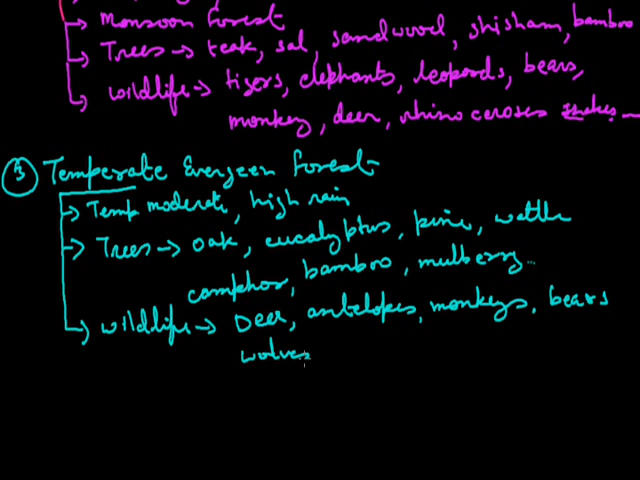 → Monsoon forest
→ Trees → teak, sal, sandwood, shisham, bamboo
→ wildlife → tigers, elephants, leopards, bears,
monkey, deer, rhinoceroses snakes
③ Temperate Evergeen forest
→ Temp moderate, high rain
→ Trees → oak, eucalyptus, pine, wattle
camphor, bamboo, mulberry...
→ wildlife → Deer, antelopes, monkeys, bears
wolves